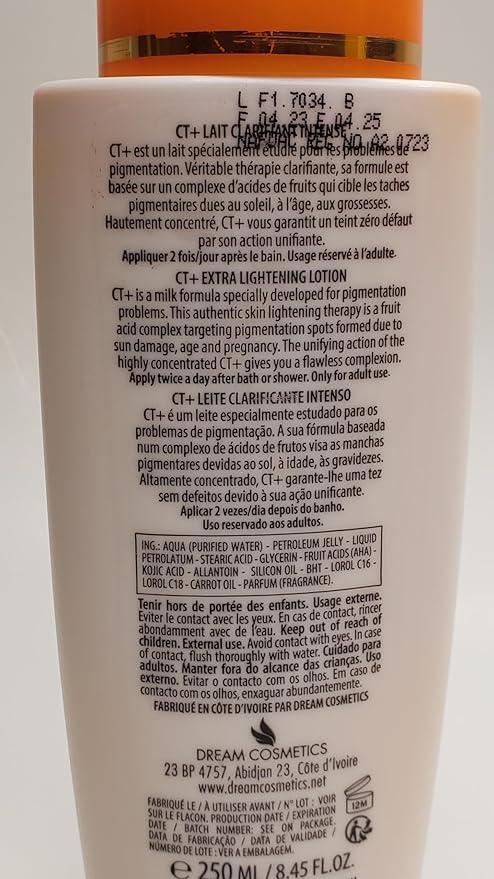 L F1.7034. B
F 04 23 E 04.25
NAFDAC REG NO A2 0723
CT+ LAIT CLARIFIANT INTENSE
CT+ est un lait spécialement étudié pour les problèmes de
pigmentation. Véritable thérapie clarifiante, sa formule est
basée sur un complexe d'acides de fruits qui cible les taches
pigmentaires dues au soleil, à l'âge, aux grossesses.
Hautement concentré, CT+ vous garantit un teint zéro défaut
par son action unifiante.
Appliquer 2 fois/jour après le bain. Usage réservé à l'adulte.
CT+ EXTRA LIGHTENING LOTION
CT+ is a milk formula specially developed for pigmentation
problems. This authentic skin lightening therapy is a fruit
acid complex targeting pigmentation spots formed due to
sun damage, age and pregnancy. The unifying action of the
highly concentrated CT+ gives you a flawless complexion.
Apply twice a day after bath or shower. Only for adult use.
CT+ LEITE CLARIFICANTE INTENSO
CT+ é um leite especialmente estudado para os
problemas de pigmentação. A sua fórmula baseada
num complexo de ácidos de frutos visa as manchas
pigmentares devidas ao sol, à idade, às gravidezes.
Altamente concentrado, CT+ garante-lhe uma tez
sem defeitos devido à sua ação unificante.
Aplicar 2 vezes/dia depois do banho.
Uso reservado aos adultos.
ING.: AQUA (PURIFIED WATER) - PETROLEUM JELLY - LIQUID
PETROLATUM - STEARIC ACID - GLYCERIN - FRUIT ACIDS (AHA) -
KOJIC ACID - ALLANTOIN - SILICON OIL - BHT - LOROL C16 -
LOROL C18 - CARROT OIL - PARFUM (FRAGRANCE).
Tenir hors de portée des enfants. Usage externe.
Eviter le contact avec les yeux. En cas de contact, rincer
abondamment avec de l'eau. Keep out of reach of
children. External use. Avoid contact with eyes. In case
of contact, flush thoroughly with water. Cuidado para
adultos. Manter fora do alcance das crianças. Uso
externo. Evitar o contacto com os olhos. Em caso de
contacto com os olhos, enxaguar abundantemente.
FABRIQUÉ EN CÔTE D'IVOIRE PAR DREAM COSMETICS
DREAM COSMETICS
23 BP 4757, Abidjan 23, Côte d'Ivoire
www.dreamcosmetics.net
FABRIQUÉ LE / À UTILISER AVANT / N° LOT : VOIR
SUR LE FLACON. PRODUCTION DATE / EXPIRATION
DATE / BATCH NUMBER: SEE ON PACKAGE.
DATA DE FABRICAÇÃO / DATA DE VALIDADE /
NÚMERO DE LOTE : VER A EMBALAGEM.
12M
e 250 ML / 8.45 FL.OZ.